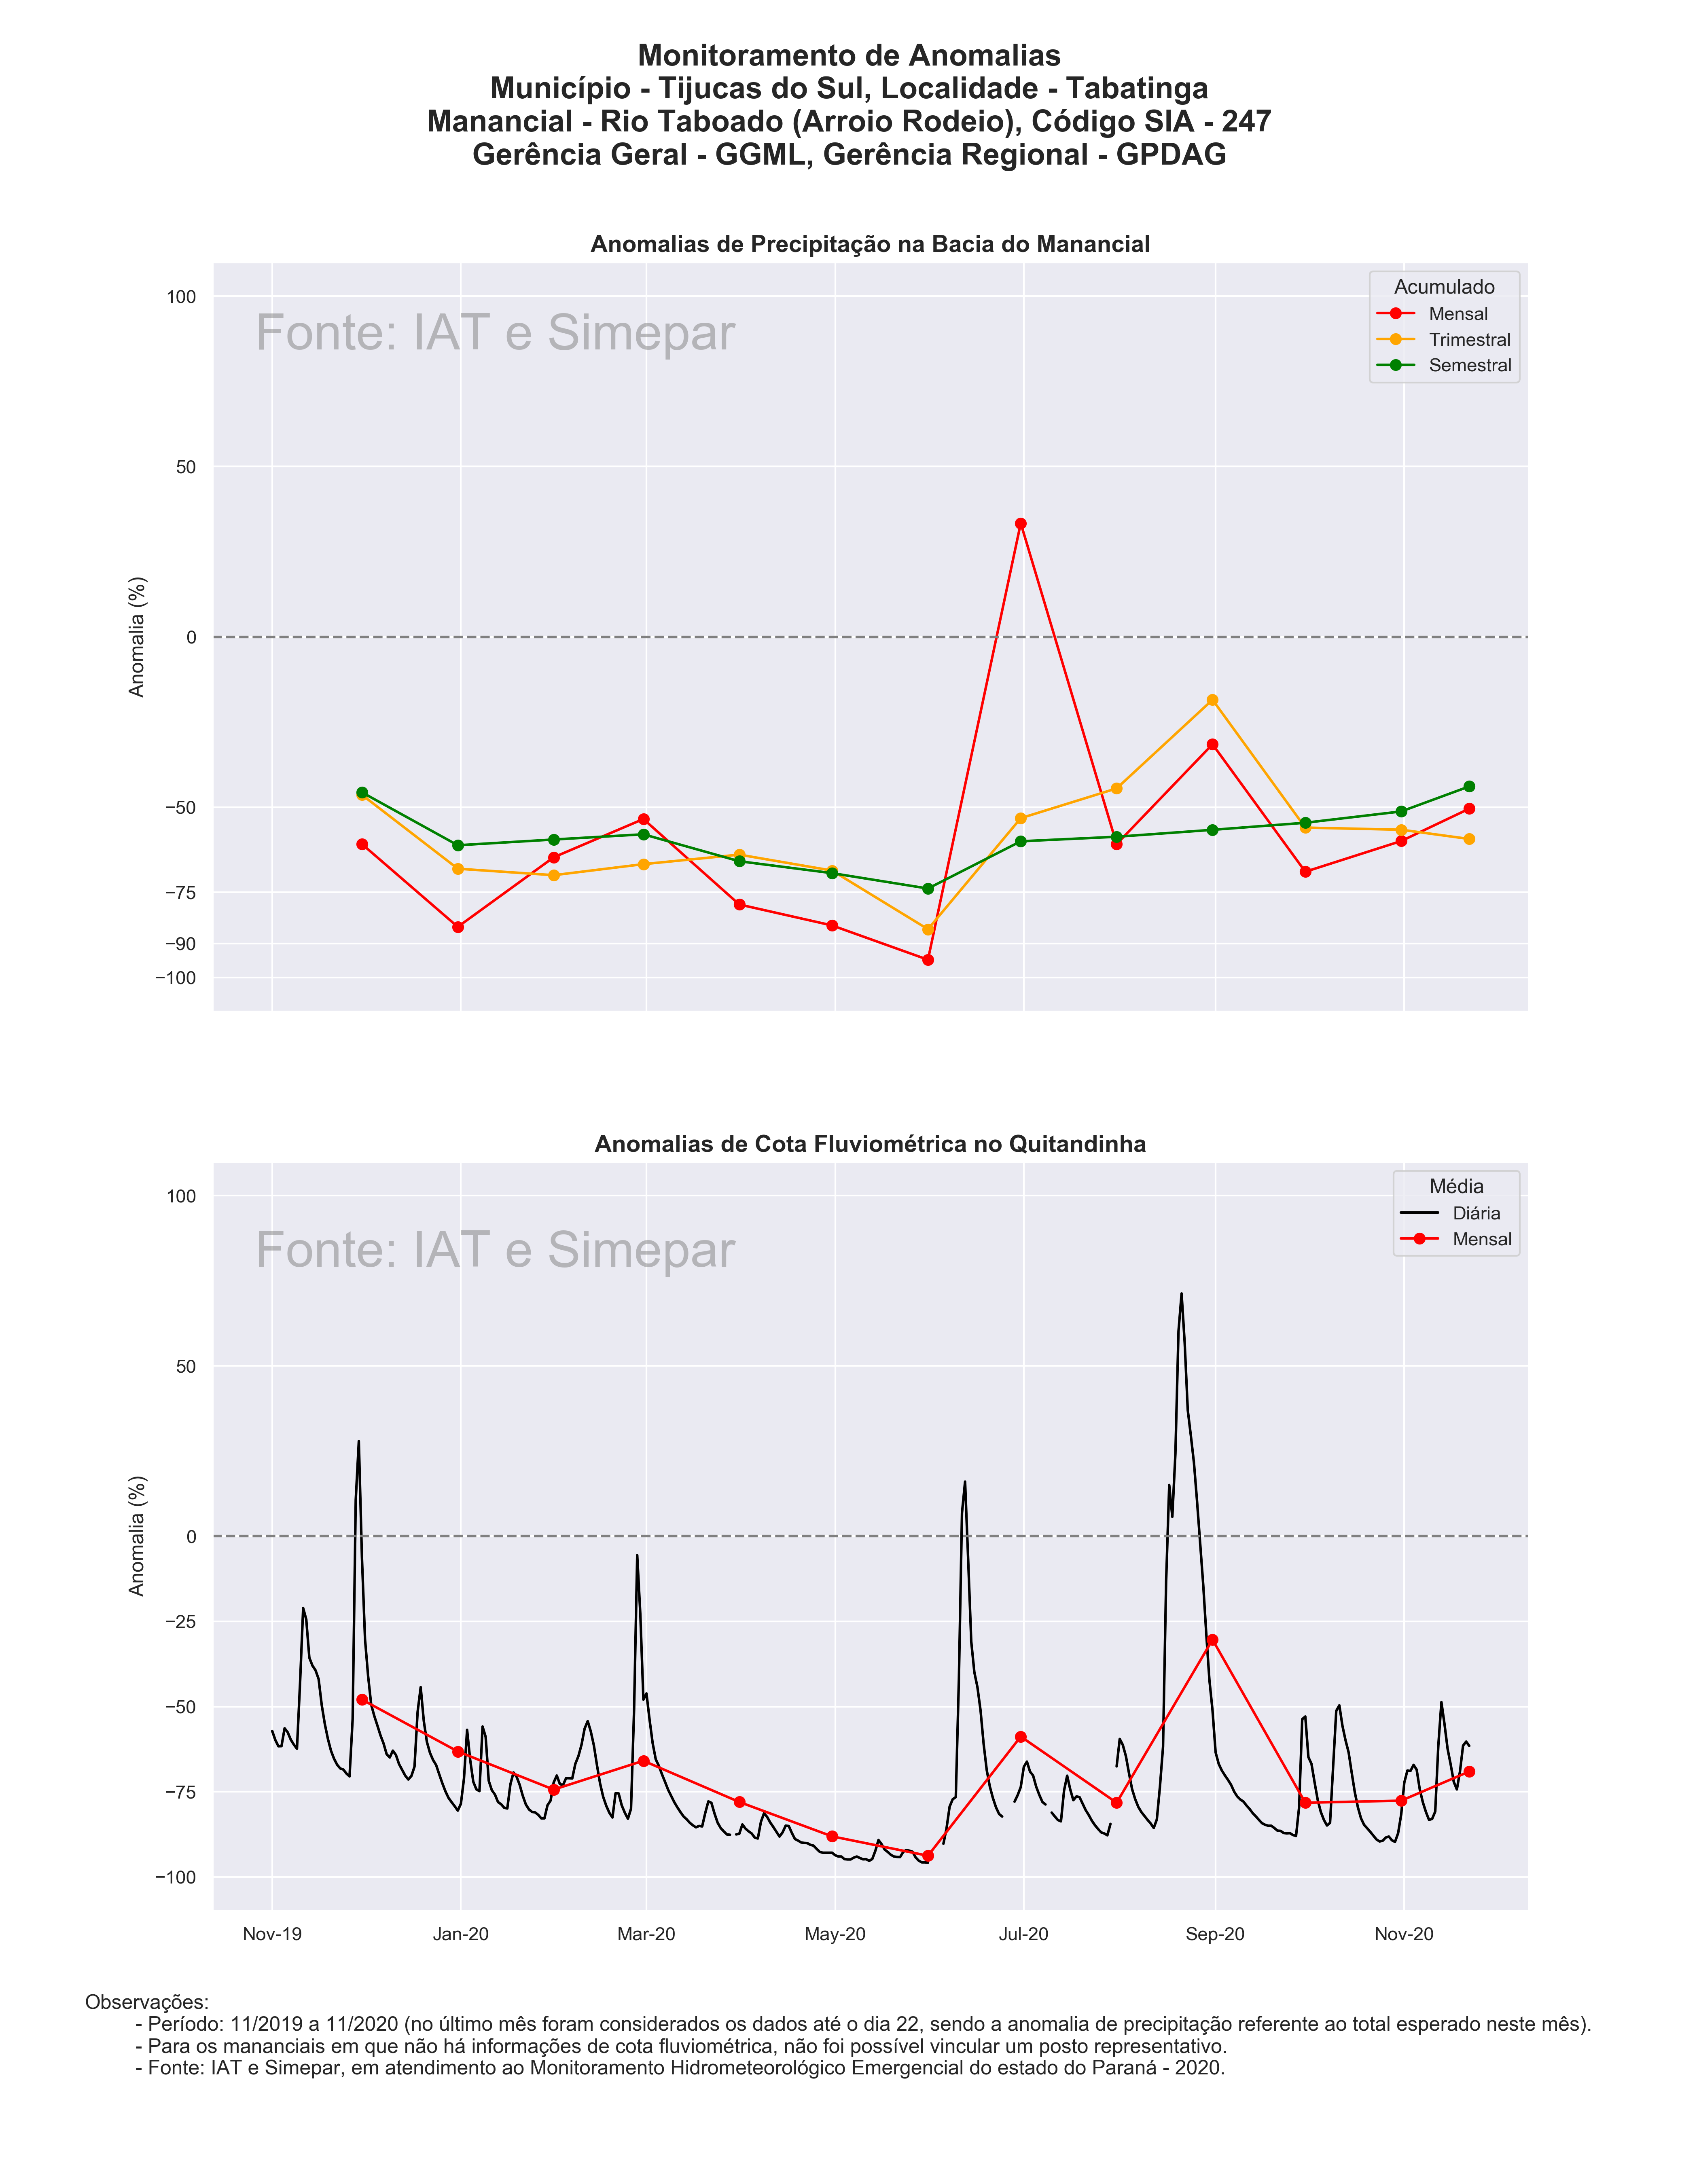 Monitoramento de Anomalias
Município - Tijucas do Sul, Localidade - Tabatinga
Manancial - Rio Taboado (Arroio Rodeio), Código SIA - 247
Gerência Geral - GGML, Gerência Regional - GPDAG
Anomalias de Precipitação na Bacia do Manancial
Fonte: IAT e Simepar
Acumulado
Mensal
Trimestral
Semestral
Anomalia (%)
100
50
0
−50
−75
−90
−100
Anomalias de Cota Fluviométrica no Quitandinha
Fonte: IAT e Simepar
Média
Diária
Mensal
Anomalia (%)
100
50
0
−25
−50
−75
−100
Nov-19 Jan-20 Mar-20 May-20 Jul-20 Sep-20 Nov-20
Observações:
- Período: 11/2019 a 11/2020 (no último mês foram considerados os dados até o dia 22, sendo a anomalia de precipitação referente ao total esperado neste mês).
- Para os mananciais em que não há informações de cota fluviométrica, não foi possível vincular um posto representativo.
- Fonte: IAT e Simepar, em atendimento ao Monitoramento Hidrometeorológico Emergencial do estado do Paraná - 2020.